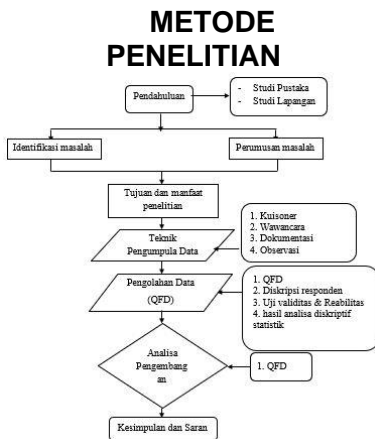 METODE
PENELITIAN
Pendahuluan
- Studi Pustaka
- Studi Lapangan
Identifikasi masalah
Perumusan masalah
Tujuan dan manfaat
penelitian
Teknik
Pengumpula Data
1. Kuisoner
2. Wawancara
3. Dokumentasi
4. Observasi
Pengolahan Data
(QFD)
1. QFD
2. Diskripsi responden
3. Uji validitas & Reabilitas
4. hasil analisa diskriptif
statistik
Analisa
Pengembang
an
1. QFD
Kesimpulan dan Saran